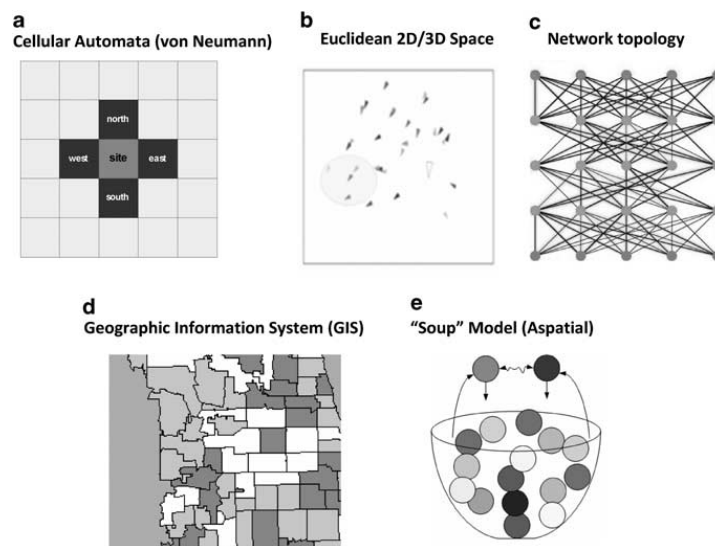 a
Cellular Automata (von Neumann)
north
west site east
south
b
Euclidean 2D/3D Space
c
Network topology
d
Geographic Information System (GIS)
e
“Soup” Model (Aspatial)